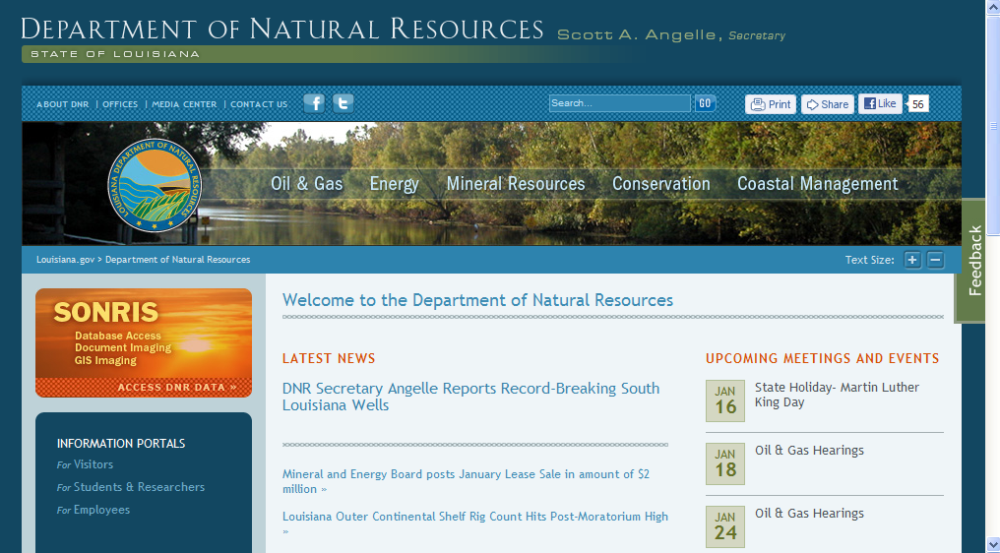 DEPARTMENT OF NATURAL RESOURCES Scott A. Angelle, Secretary
STATE OF LOUISIANA
ABOUT DNR | OFFICES | MEDIA CENTER | CONTACT US
Search... GO Print Share Like 56
LOUISIANA DEPARTMENT OF NATURAL RESOURCES
Oil & Gas Energy Mineral Resources Conservation Coastal Management
Louisiana.gov > Department of Natural Resources
Text Size: + −
Feedback
SONRIS
Database Access
Document Imaging
GIS Imaging
ACCESS DNR DATA »
INFORMATION PORTALS
For Visitors
For Students & Researchers
For Employees
Welcome to the Department of Natural Resources
LATEST NEWS
DNR Secretary Angelle Reports Record-Breaking South
Louisiana Wells
Mineral and Energy Board posts January Lease Sale in amount of $2
million »
Louisiana Outer Continental Shelf Rig Count Hits Post-Moratorium High
»
UPCOMING MEETINGS AND EVENTS
JAN
16
State Holiday- Martin Luther
King Day
JAN
18
Oil & Gas Hearings
JAN
24
Oil & Gas Hearings